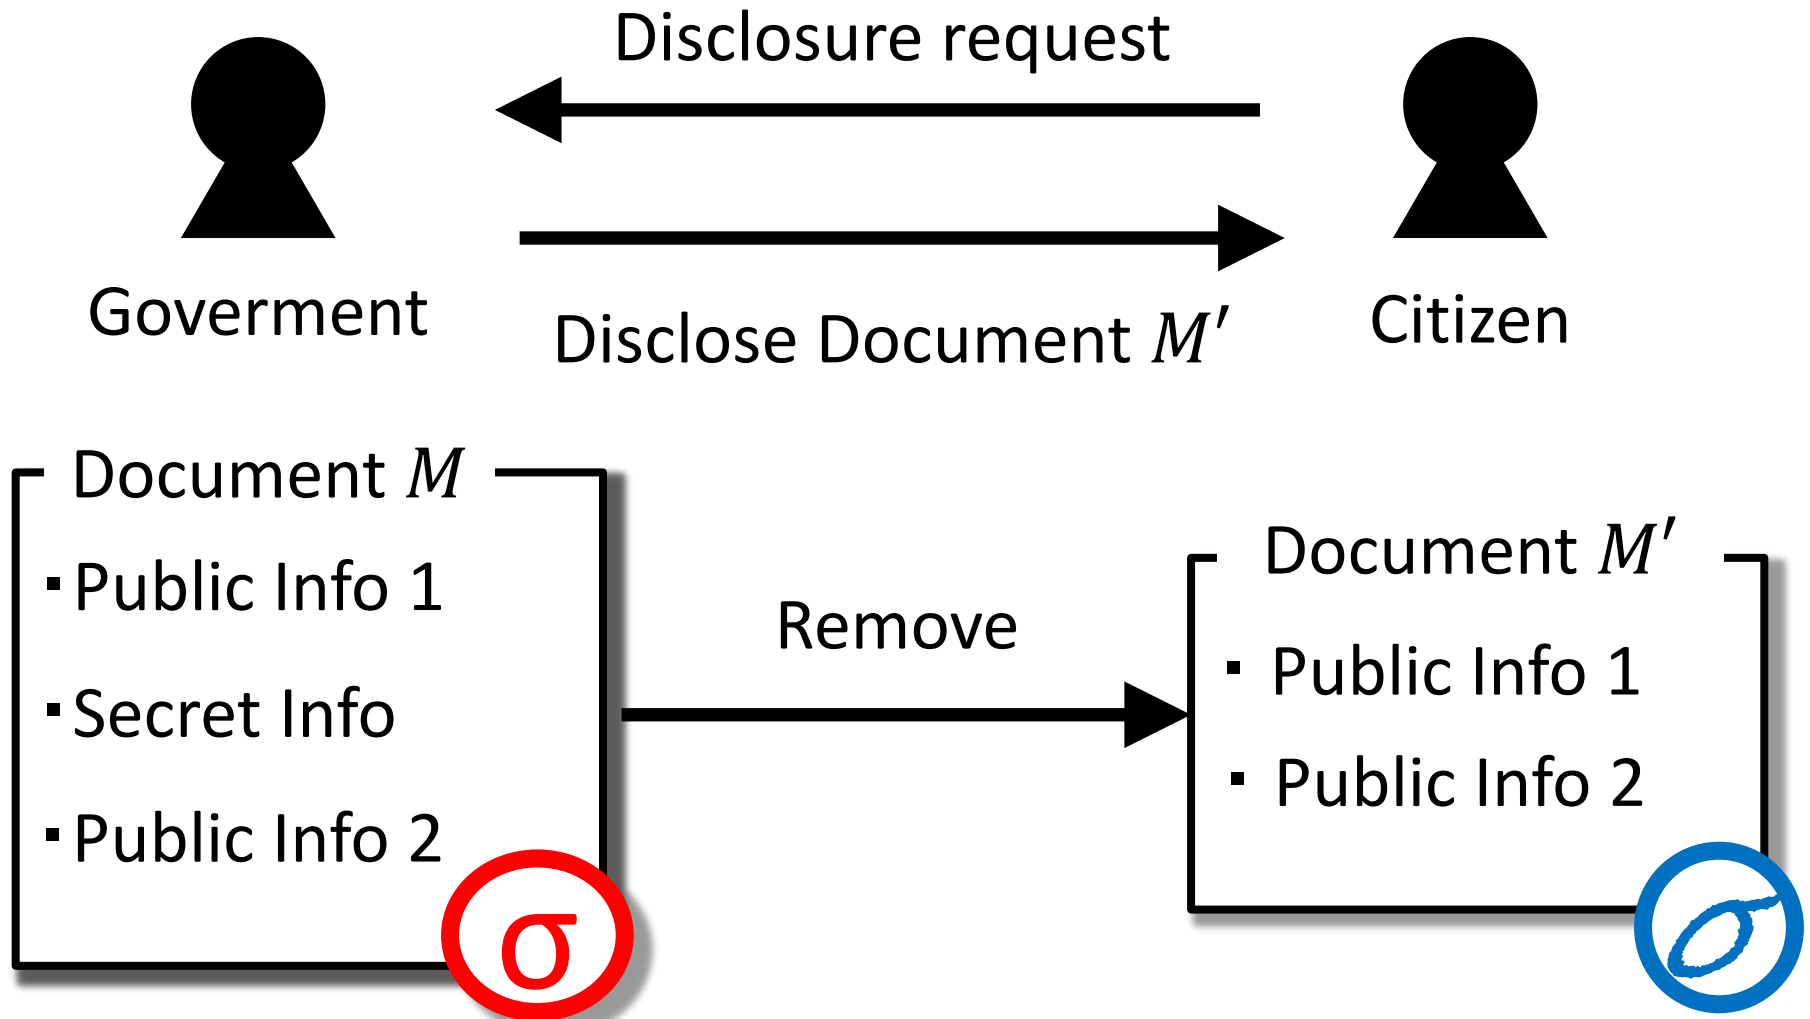 Disclosure request
Goverment
Disclose Document M′
Citizen
Document M
▪Public Info 1
▪Secret Info
▪Public Info 2
σ
Remove
Document M′
▪ Public Info 1
▪ Public Info 2
σ